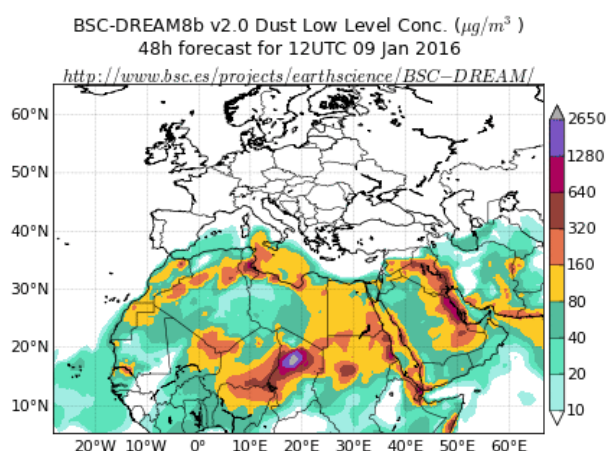 BSC-DREAM8b v2.0 Dust Low Level Conc. (μg/m³ )
48h forecast for 12UTC 09 Jan 2016
http://www.bsc.es/projects/earthscience/BSC−DREAM/
60°N
50°N
40°N
30°N
20°N
10°N
20°W
10°W
0°
10°E
20°E
30°E
40°E
50°E
60°E
2650
1280
640
320
160
80
40
20
10